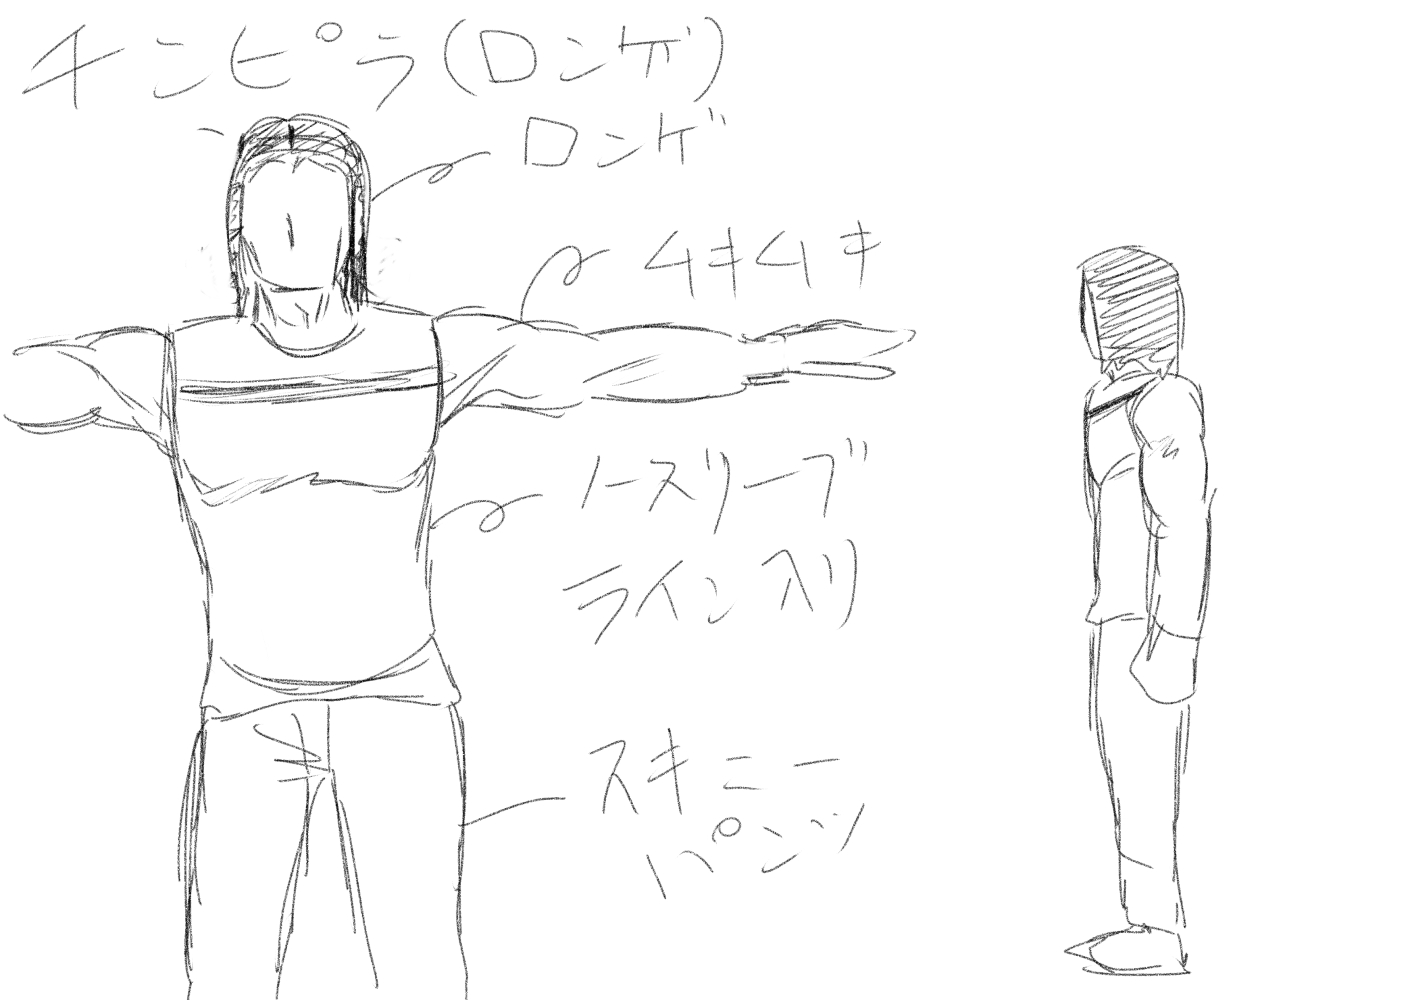 チンピラ(ロンゲ)
ロンゲ
ムキムキ
ノースリーブ
ライン入り
スキニー
パンツ